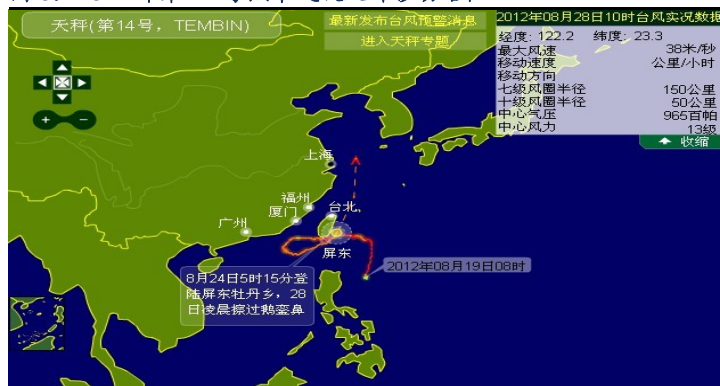 天秤(第14号，TEMBIN)
最新发布台风预警消息
进入天秤专题
2012年08月28日10时台风实况数据
经度：122.2 纬度：23.3
最大风速 38米/秒
移动速度 公里/小时
移动方向
七级风圈半径 150公里
十级风圈半径 50公里
中心气压 965百帕
中心风力 13级
收缩
上海
福州
台北
厦门
广州
屏东
2012年08月19日08时
8月24日5时15分登
陆屏东牡丹乡，28
日凌晨擦过鹅銮鼻